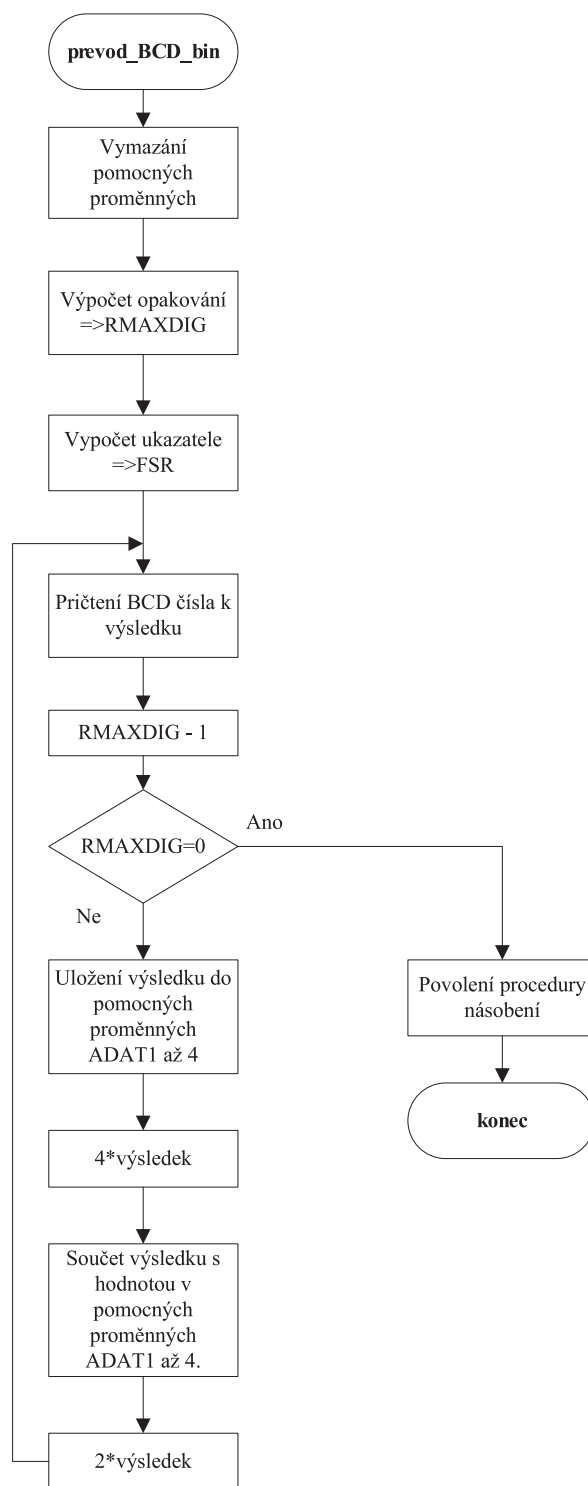 prevod_BCD_bin
Vymazání
pomocných
proměnných
Výpočet opakování
=>RMAXDIG
Vypočet ukazatele
=>FSR
Pričtení BCD čísla k
výsledku
RMAXDIG - 1
RMAXDIG=0
Ano
Ne
Uložení výsledku do
pomocných
proměnných
ADAT1 až 4
Povolení procedury
násobení
konec
4*výsledek
Součet výsledku s
hodnotou v
pomocných
proměnných
ADAT1 až 4.
2*výsledek